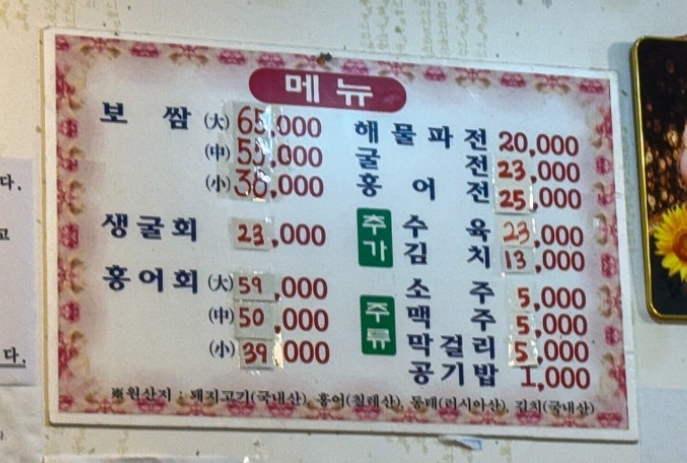 메뉴
보쌈 (大) 65,000
(中) 55,000
(小) 38,000
생굴회 23,000
홍어회 (大) 59,000
(中) 50,000
(小) 39,000
해물파전 20,000
굴전 23,000
홍어전 25,000
추가 수육 23,000
김치 13,000
주류 소주 5,000
맥주 5,000
막걸리 5,000
공기밥 1,000
※원산지 : 돼지고기(국내산), 홍어(칠레산), 동태(러시아산), 김치(국내산)
다.
고
다.